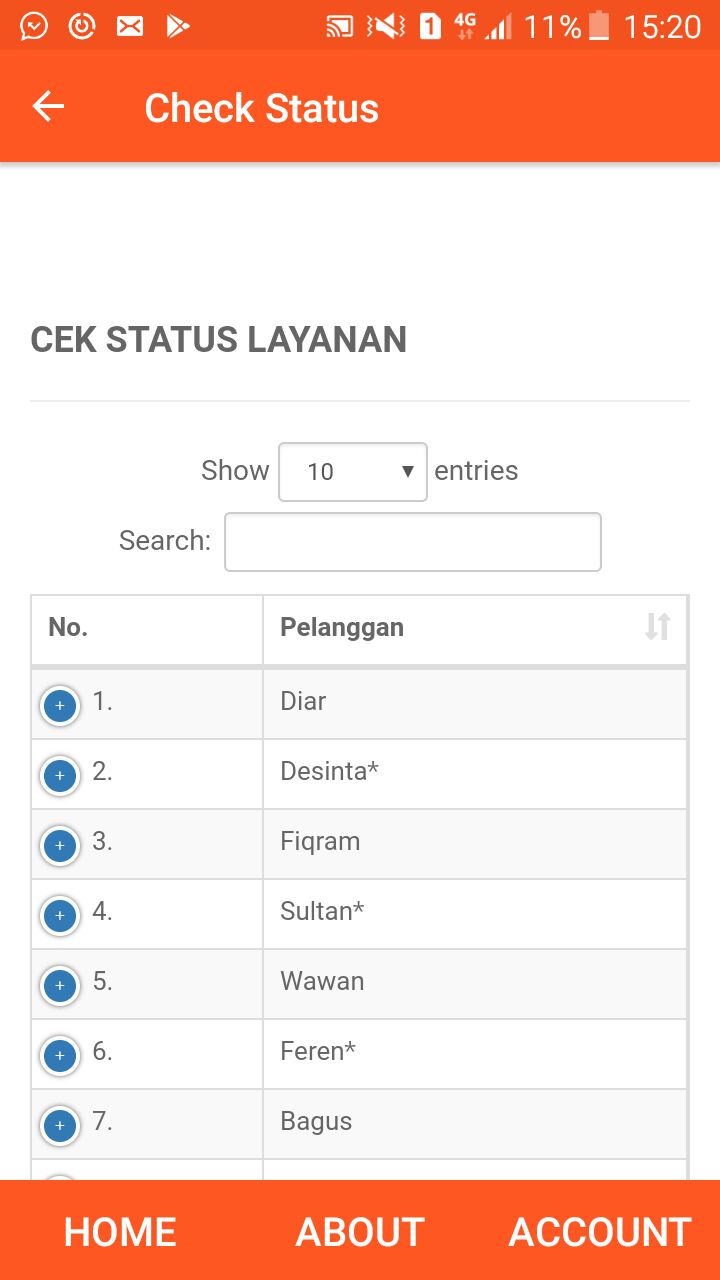 1 4G 11% 15:20
Check Status
CEK STATUS LAYANAN
Show 10 entries
Search:
No. Pelanggan
+ 1. Diar
+ 2. Desinta*
+ 3. Fiqram
+ 4. Sultan*
+ 5. Wawan
+ 6. Feren*
+ 7. Bagus
HOME ABOUT ACCOUNT